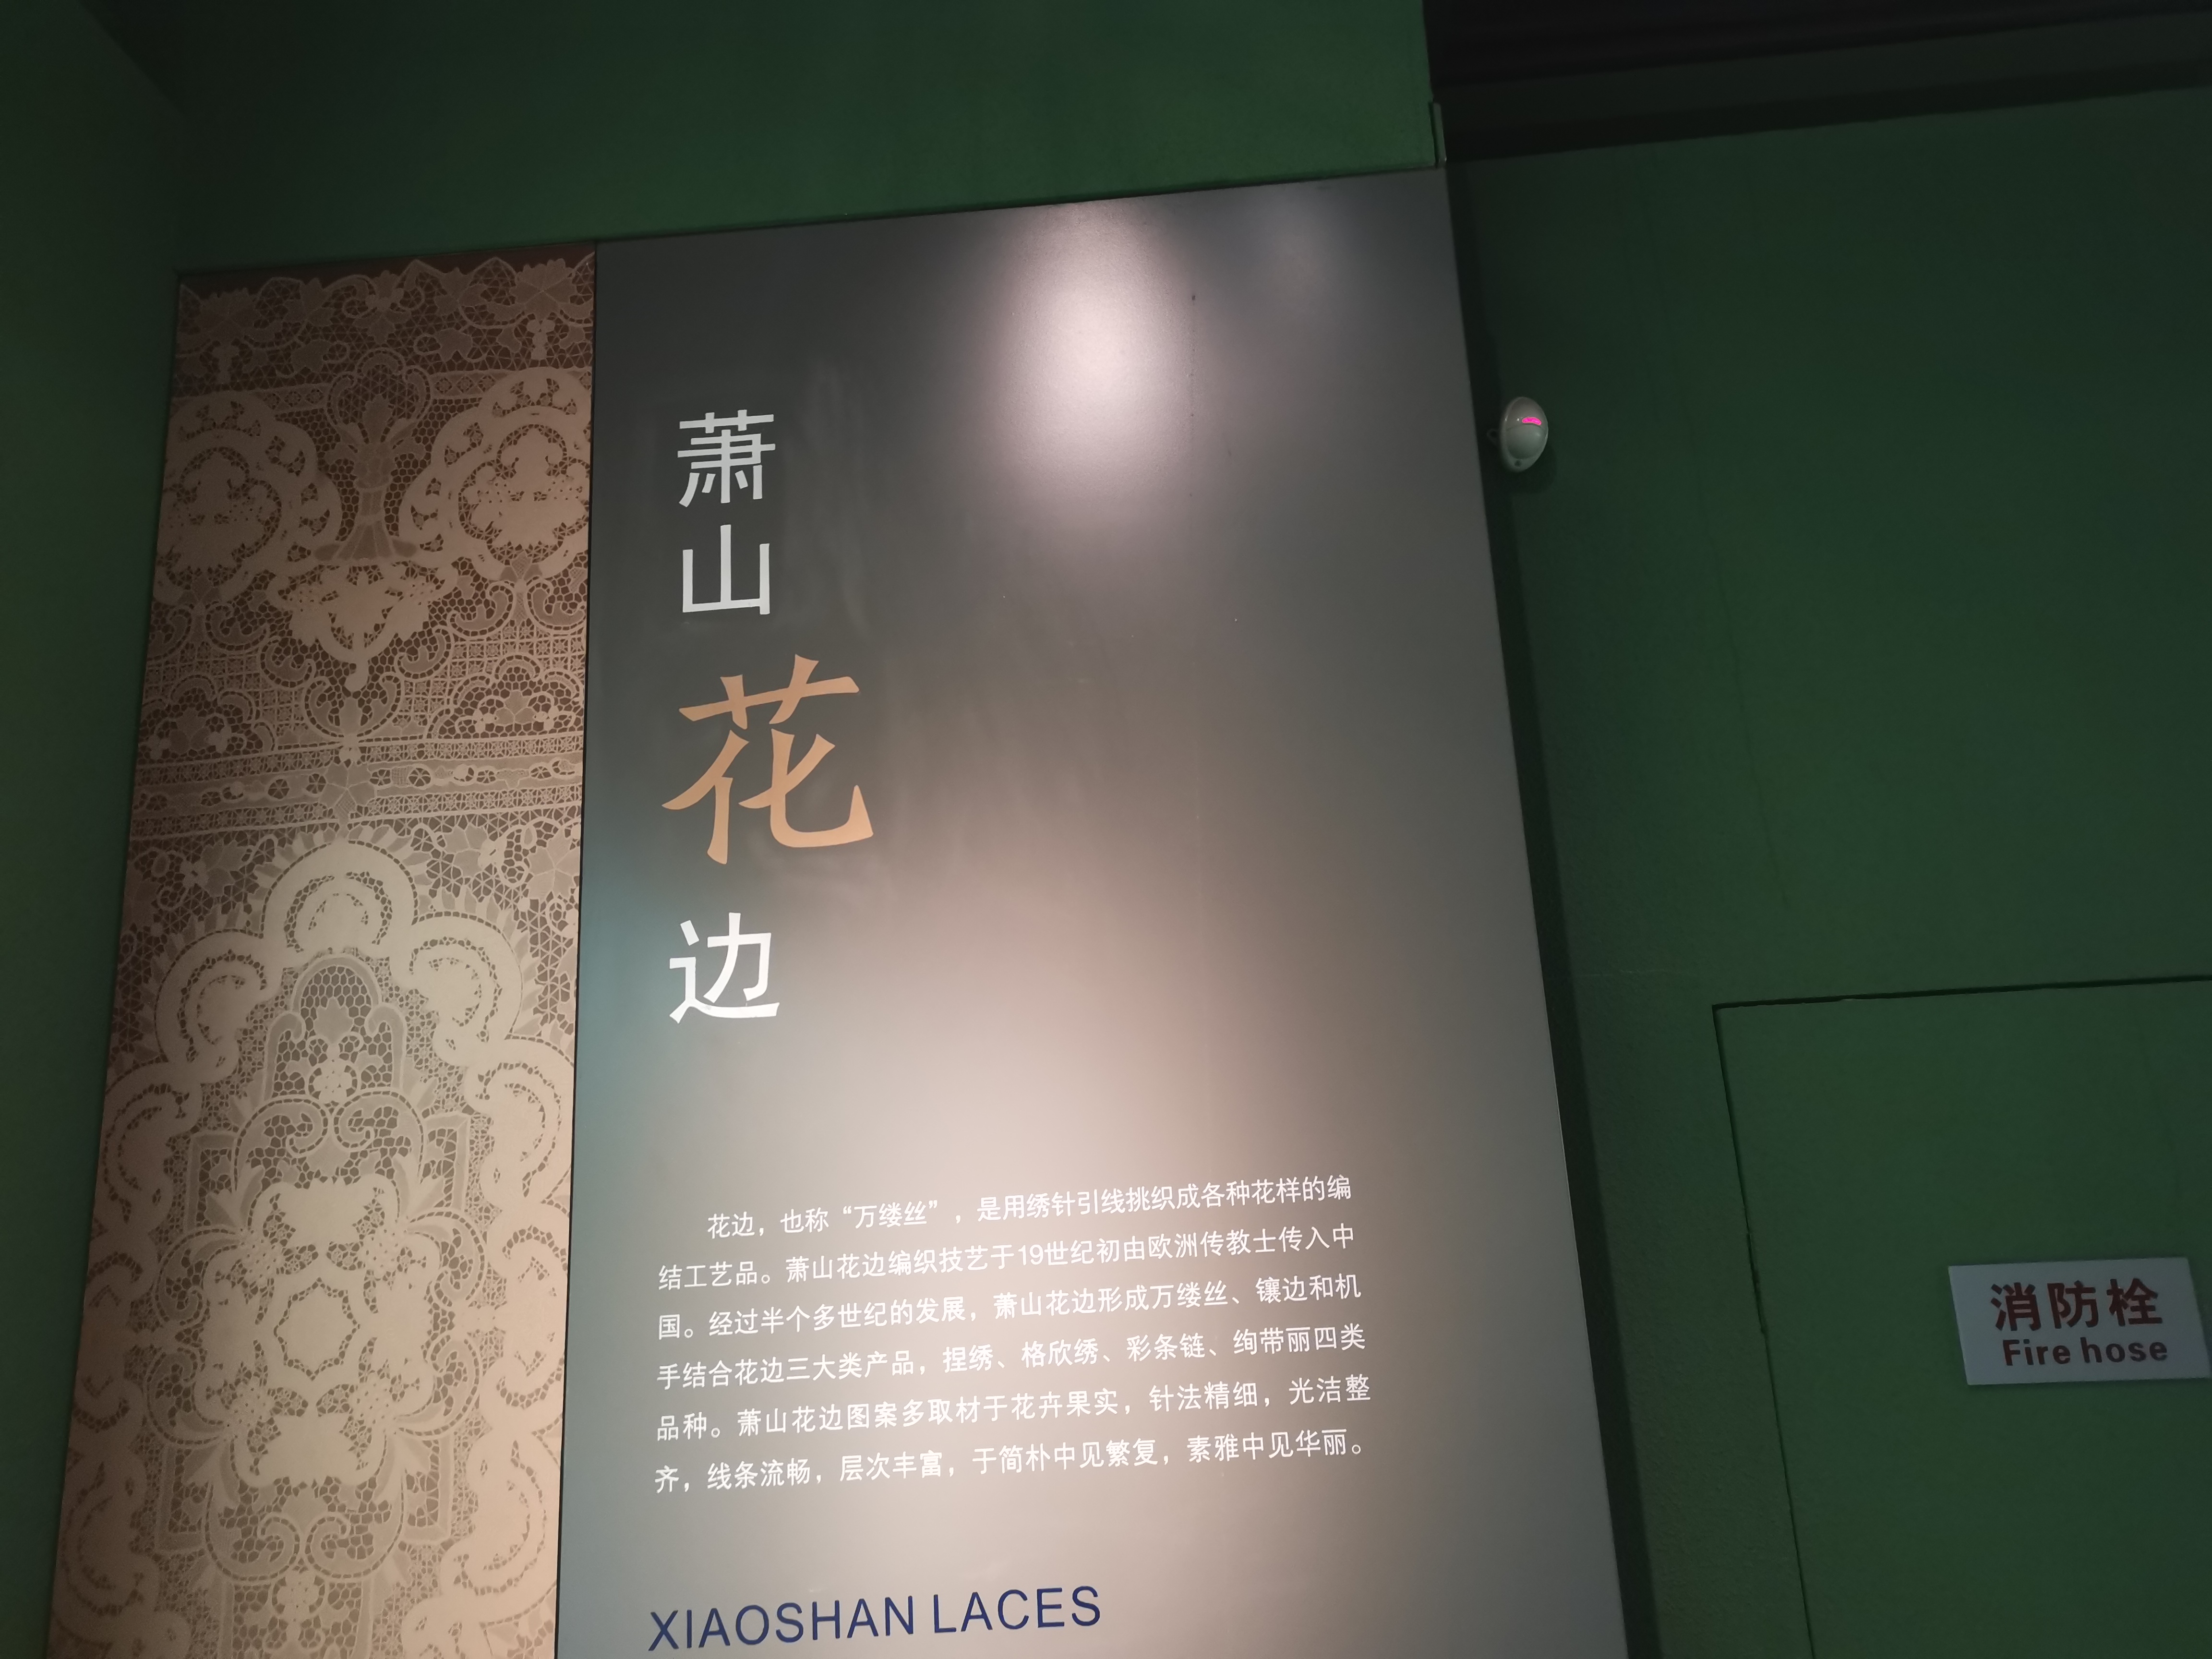 萧山花边
花边，也称“万缕丝”，是用绣针引线挑织成各种花样的编
结工艺品。萧山花边编织技艺于19世纪初由欧洲传教士传入中
国。经过半个多世纪的发展，萧山花边形成万缕丝、镶边和机
手结合花边三大类产品，捏绣、格欣绣、彩条链、绚带丽四类
品种。萧山花边图案多取材于花卉果实，针法精细，光洁整
齐，线条流畅，层次丰富，于简朴中见繁复，素雅中见华丽。
XIAOSHAN LACES
消防栓
Fire hose